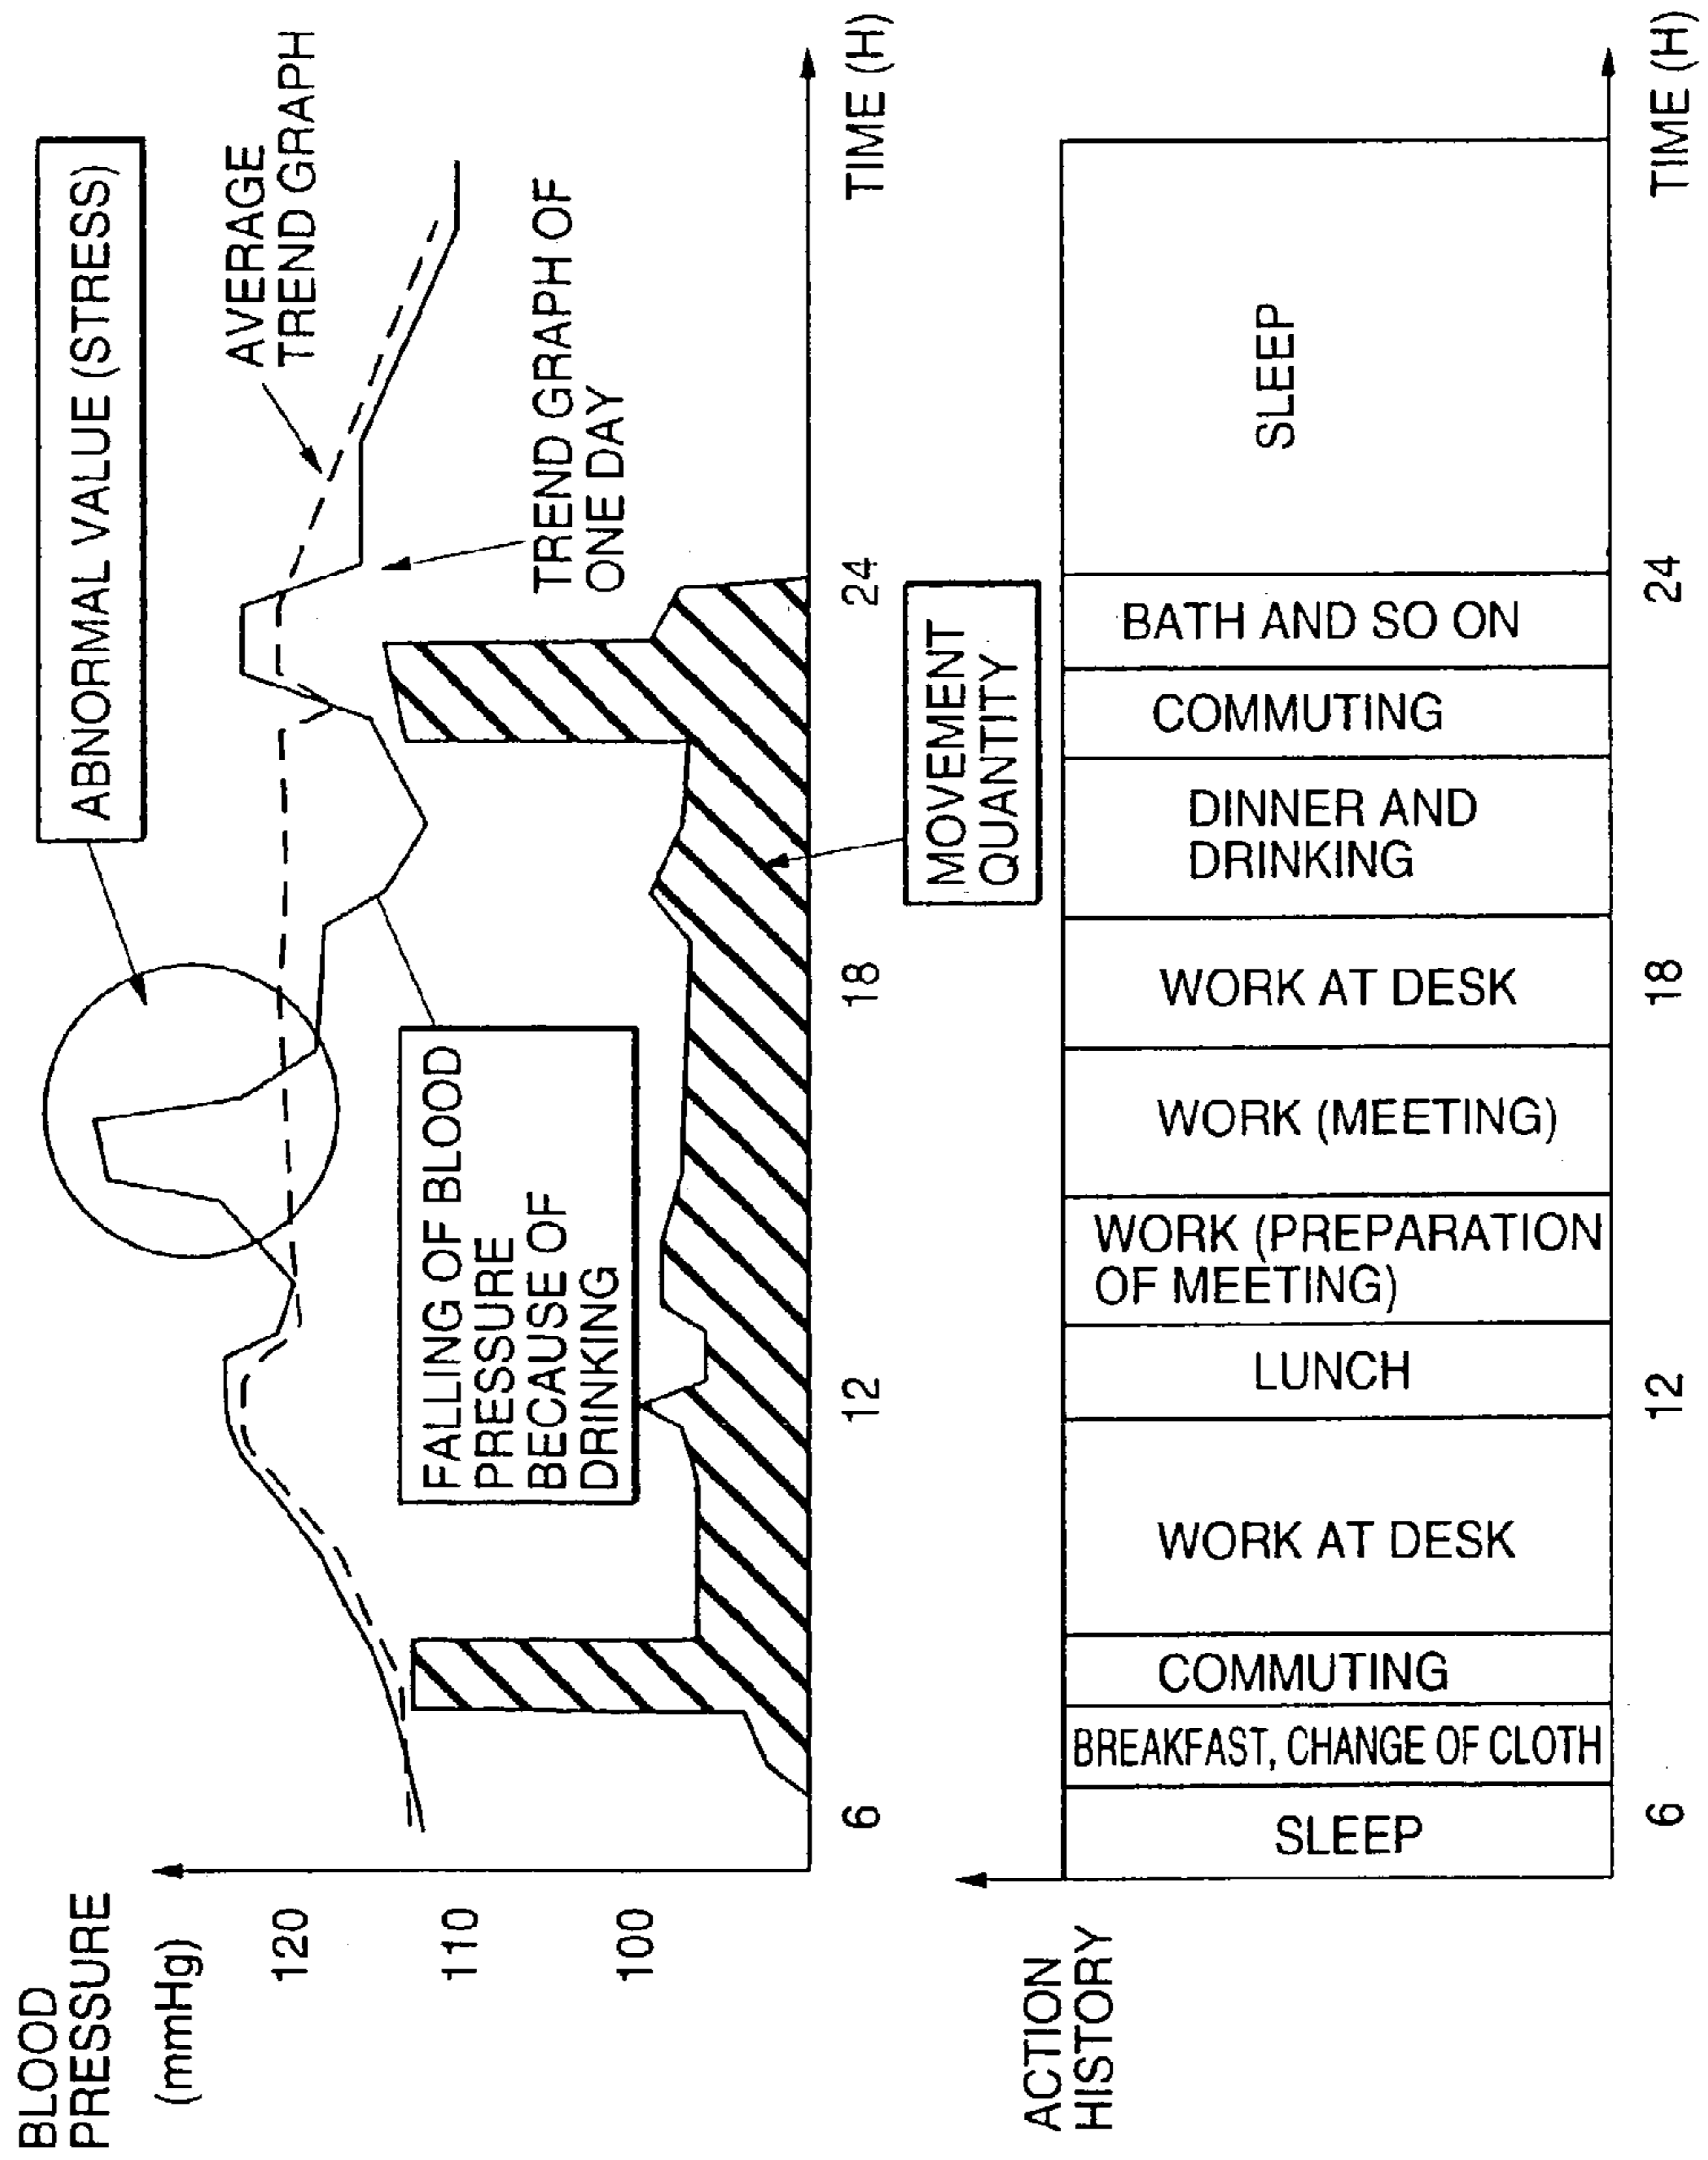 BLOOD
PRESSURE
(mmHg)
120
110
100
ABNORMAL VALUE (STRESS)
AVERAGE
TREND GRAPH
TREND GRAPH OF
ONE DAY
FALLING OF BLOOD
PRESSURE
BECAUSE OF
DRINKING
6
12
18
24
TIME (H)
MOVEMENT
QUANTITY
ACTION
HISTORY
SLEEP
BREAKFAST, CHANGE OF CLOTH
COMMUTING
WORK AT DESK
LUNCH
WORK (PREPARATION
OF MEETING)
WORK (MEETING)
WORK AT DESK
DINNER AND
DRINKING
COMMUTING
BATH AND SO ON
SLEEP
6
12
18
24
TIME (H)